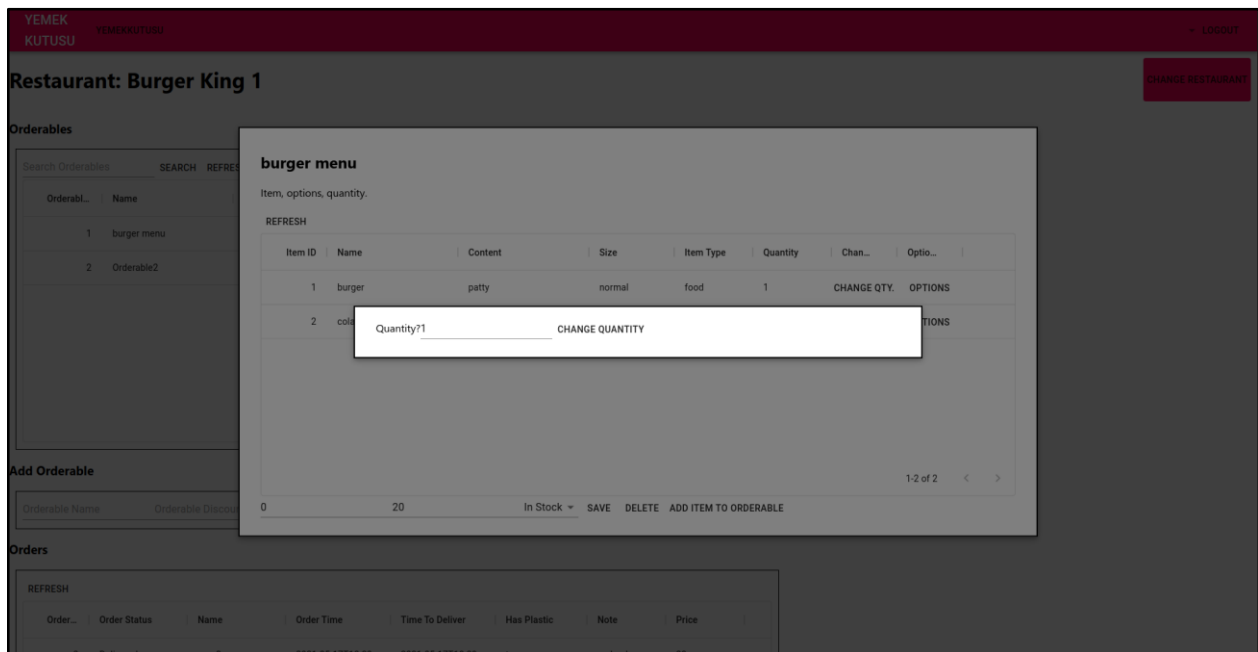 YEMEK
KUTUSU
YEMEKKUTUSU
LOGOUT
Restaurant: Burger King 1
CHANGE RESTAURANT
Orderables
Search Orderables SEARCH REFRES
Orderabl... Name
1 burger menu
2 Orderable2
burger menu
Item, options, quantity.
REFRESH
Item ID Name Content Size Item Type Quantity Chan... Optio...
1 burger patty normal food 1 CHANGE QTY. OPTIONS
2 cola TIONS
Quantity?1 CHANGE QUANTITY
1-2 of 2
0 20 In Stock SAVE DELETE ADD ITEM TO ORDERABLE
Add Orderable
Orderable Name Orderable Discou
Orders
REFRESH
Order... Order Status Name Order Time Time To Deliver Has Plastic Note Price